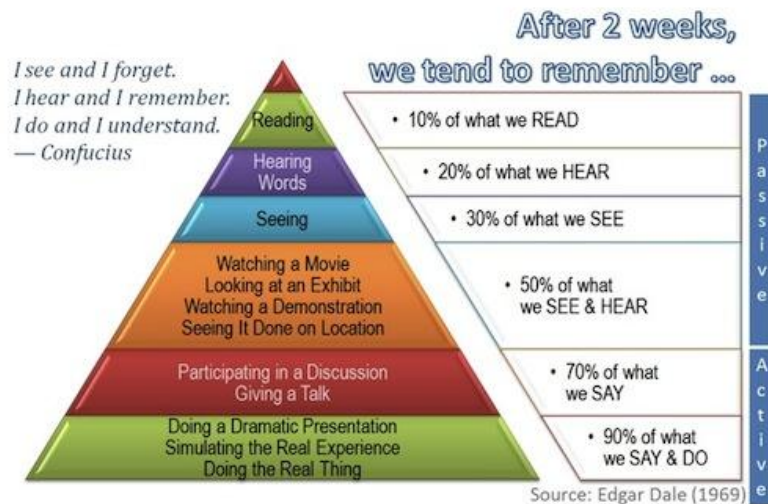 After 2 weeks,
we tend to remember ...
I see and I forget.
I hear and I remember.
I do and I understand.
— Confucius
Reading
• 10% of what we READ
Hearing
Words
• 20% of what we HEAR
Seeing
• 30% of what we SEE
Watching a Movie
Looking at an Exhibit
Watching a Demonstration
Seeing It Done on Location
• 50% of what
we SEE & HEAR
Participating in a Discussion
Giving a Talk
• 70% of what
we SAY
Doing a Dramatic Presentation
Simulating the Real Experience
Doing the Real Thing
• 90% of what
we SAY & DO
Passive
Active
Source: Edgar Dale (1969)